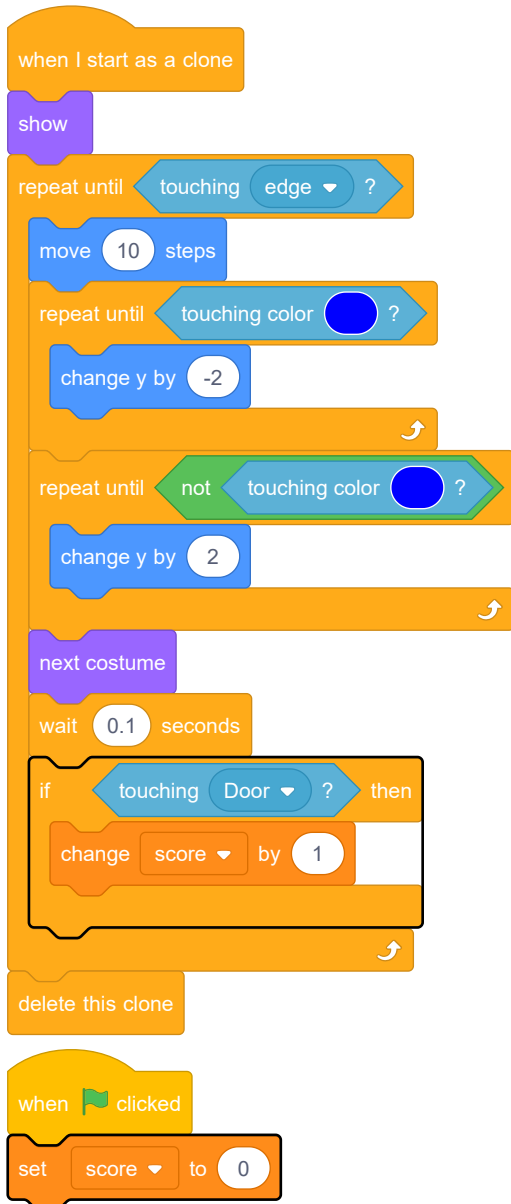 when I start as a clone
show
repeat until touching edge ?
move 10 steps
repeat until touching color ?
change y by -2
repeat until not touching color ?
change y by 2
next costume
wait 0.1 seconds
if touching Door ? then
change score by 1
delete this clone
when clicked
set score to 0